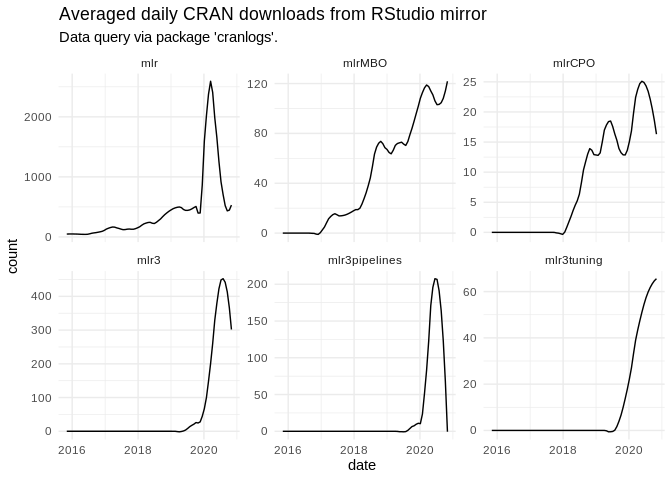 Averaged daily CRAN downloads from RStudio mirror
Data query via package 'cranlogs'.
mlr
mlrMBO
mlrCPO
2000
1000
0
120
80
40
0
25
20
15
10
5
0
count
mlr3
mlr3pipelines
mlr3tuning
400
300
200
100
0
200
150
100
50
0
60
40
20
0
2016 2018 2020
2016 2018 2020
2016 2018 2020
date